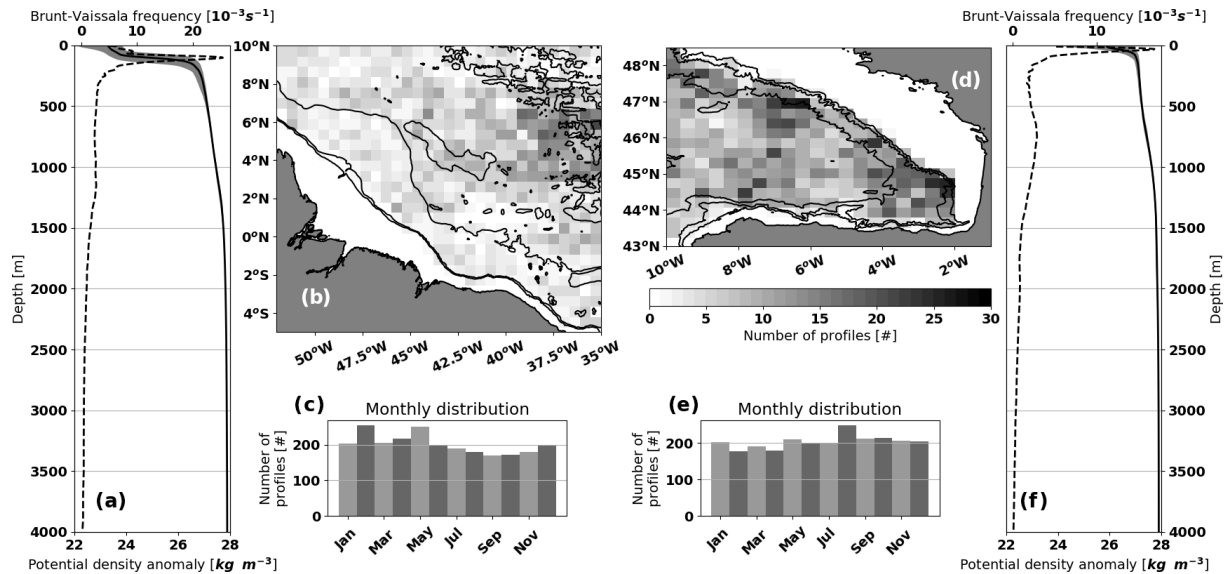 Brunt-Vaissala frequency [10⁻³s⁻¹]
0 10 20
0
500
1000
1500
2000
2500
3000
3500
4000
Depth [m]
(a)
22 24 26 28
Potential density anomaly [kg m⁻³]
10°N
8°N
6°N
4°N
2°N
0°N
2°S
4°S
(b)
50°W 47.5°W 45°W 42.5°W 40°W 37.5°W 35°W
(c)
Monthly distribution
Number of
profiles [#]
200
100
0
Jan Mar May Jul Sep Nov
48°N
47°N
46°N
45°N
44°N
43°N
(d)
10°W 8°W 6°W 4°W 2°W
0 5 10 15 20 25 30
Number of profiles [#]
(e)
Monthly distribution
Number of
profiles [#]
200
100
0
Jan Mar May Jul Sep Nov
Brunt-Vaissala frequency [10⁻³s⁻¹]
0 10
0
500
1000
1500
2000
2500
3000
3500
4000
Depth [m]
(f)
22 24 26 28
Potential density anomaly [kg m⁻³]